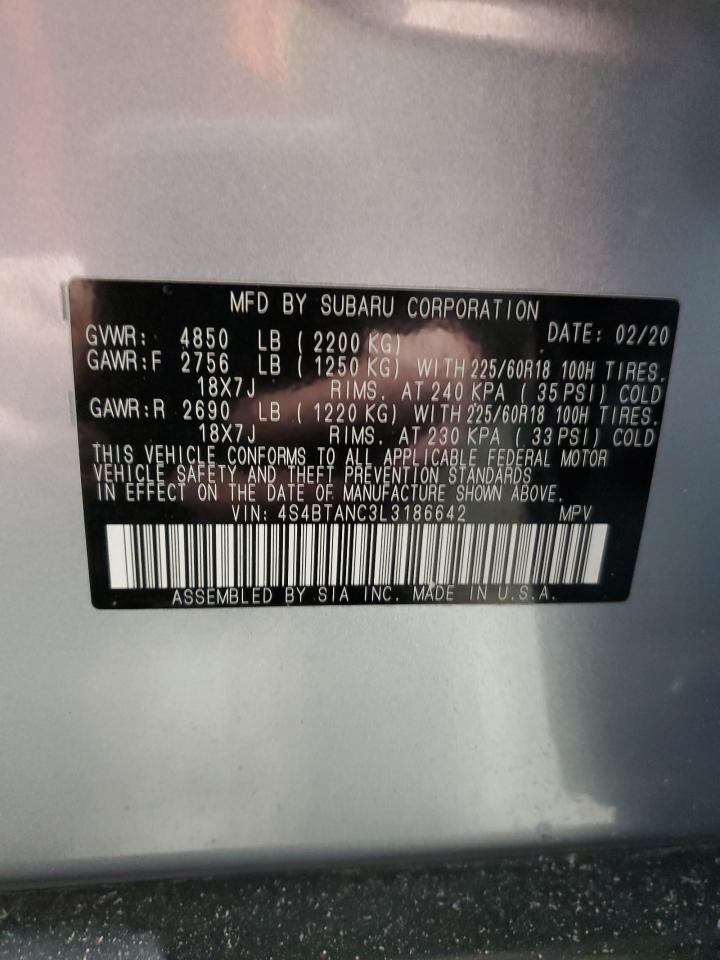 MFD BY SUBARU CORPORATION
GVWR: 4850 LB ( 2200 KG) DATE: 02/20
GAWR:F 2756 LB ( 1250 KG) WITH 225/60R18 100H TIRES.
18X7J RIMS. AT 240 KPA ( 35 PSI) COLD
GAWR:R 2690 LB ( 1220 KG) WITH 225/60R18 100H TIRES.
18X7J RIMS. AT 230 KPA ( 33 PSI) COLD
THIS VEHICLE CONFORMS TO ALL APPLICABLE FEDERAL MOTOR
VEHICLE SAFETY AND THEFT PREVENTION STANDARDS
IN EFFECT ON THE DATE OF MANUFACTURE SHOWN ABOVE.
VIN: 4S4BTANC3L3186642 MPV
ASSEMBLED BY SIA INC. MADE IN U.S.A.